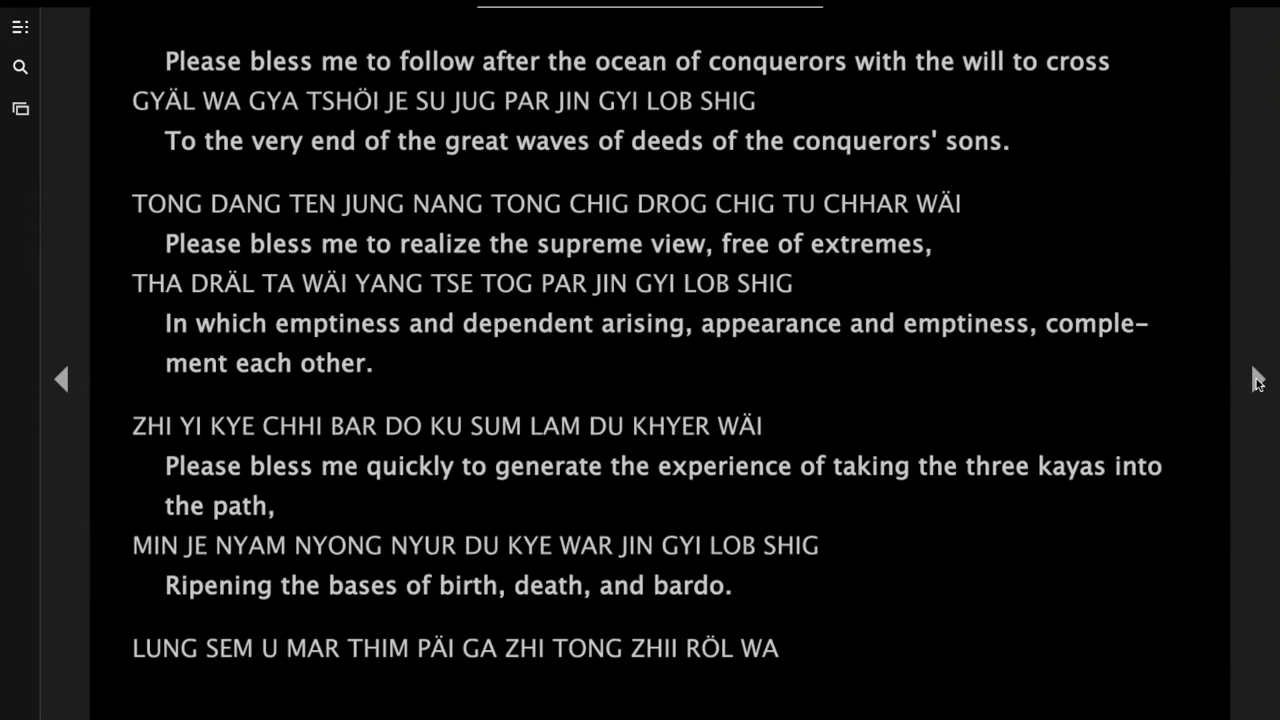 Please bless me to follow after the ocean of conquerors with the will to cross
GYÄL WA GYA TSHÖI JE SU JUG PAR JIN GYI LOB SHIG
To the very end of the great waves of deeds of the conquerors' sons.
TONG DANG TEN JUNG NANG TONG CHIG DROG CHIG TU CHHAR WÄI
Please bless me to realize the supreme view, free of extremes,
THA DRÄL TA WÄI YANG TSE TOG PAR JIN GYI LOB SHIG
In which emptiness and dependent arising, appearance and emptiness, comple-
ment each other.
ZHI YI KYE CHHI BAR DO KU SUM LAM DU KHYER WÄI
Please bless me quickly to generate the experience of taking the three kayas into
the path,
MIN JE NYAM NYONG NYUR DU KYE WAR JIN GYI LOB SHIG
Ripening the bases of birth, death, and bardo.
LUNG SEM U MAR THIM PÄI GA ZHI TONG ZHII RÖL WA